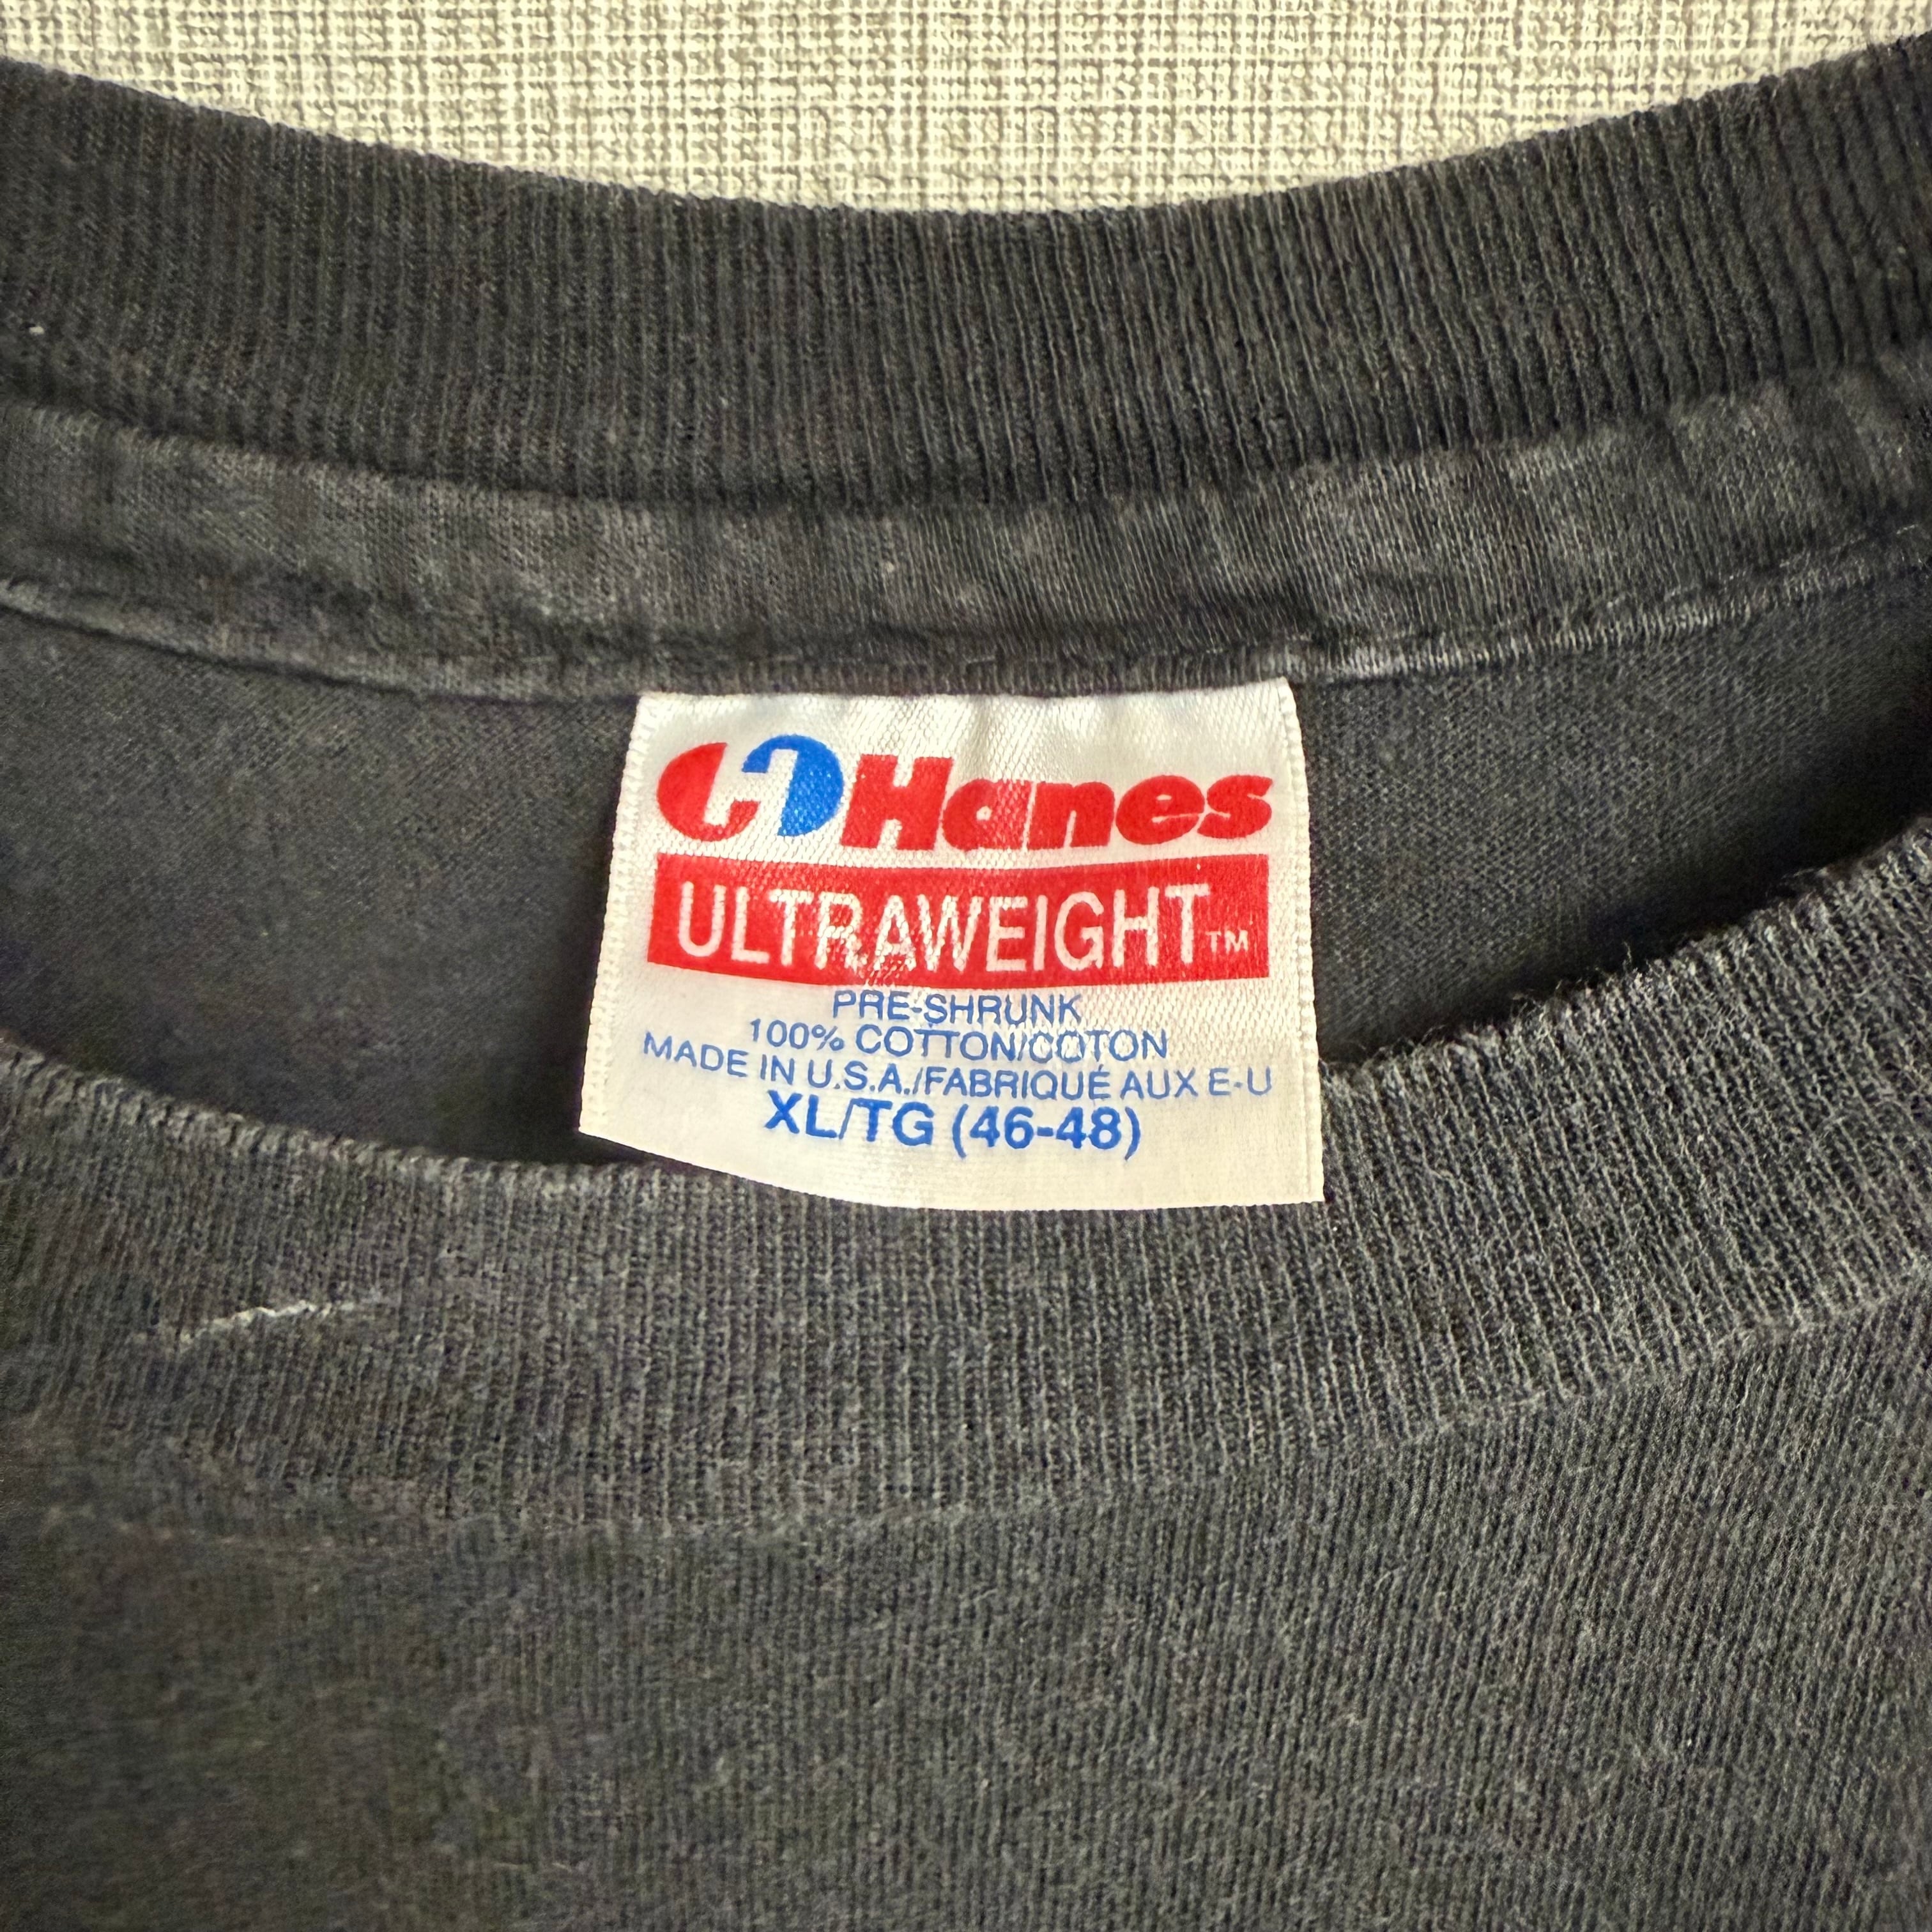 Hanes
ULTRAWEIGHT™
PRE-SHRUNK
100% COTTON/COTON
MADE IN U.S.A./FABRIQUÉ AUX E-U
XL/TG (46-48)